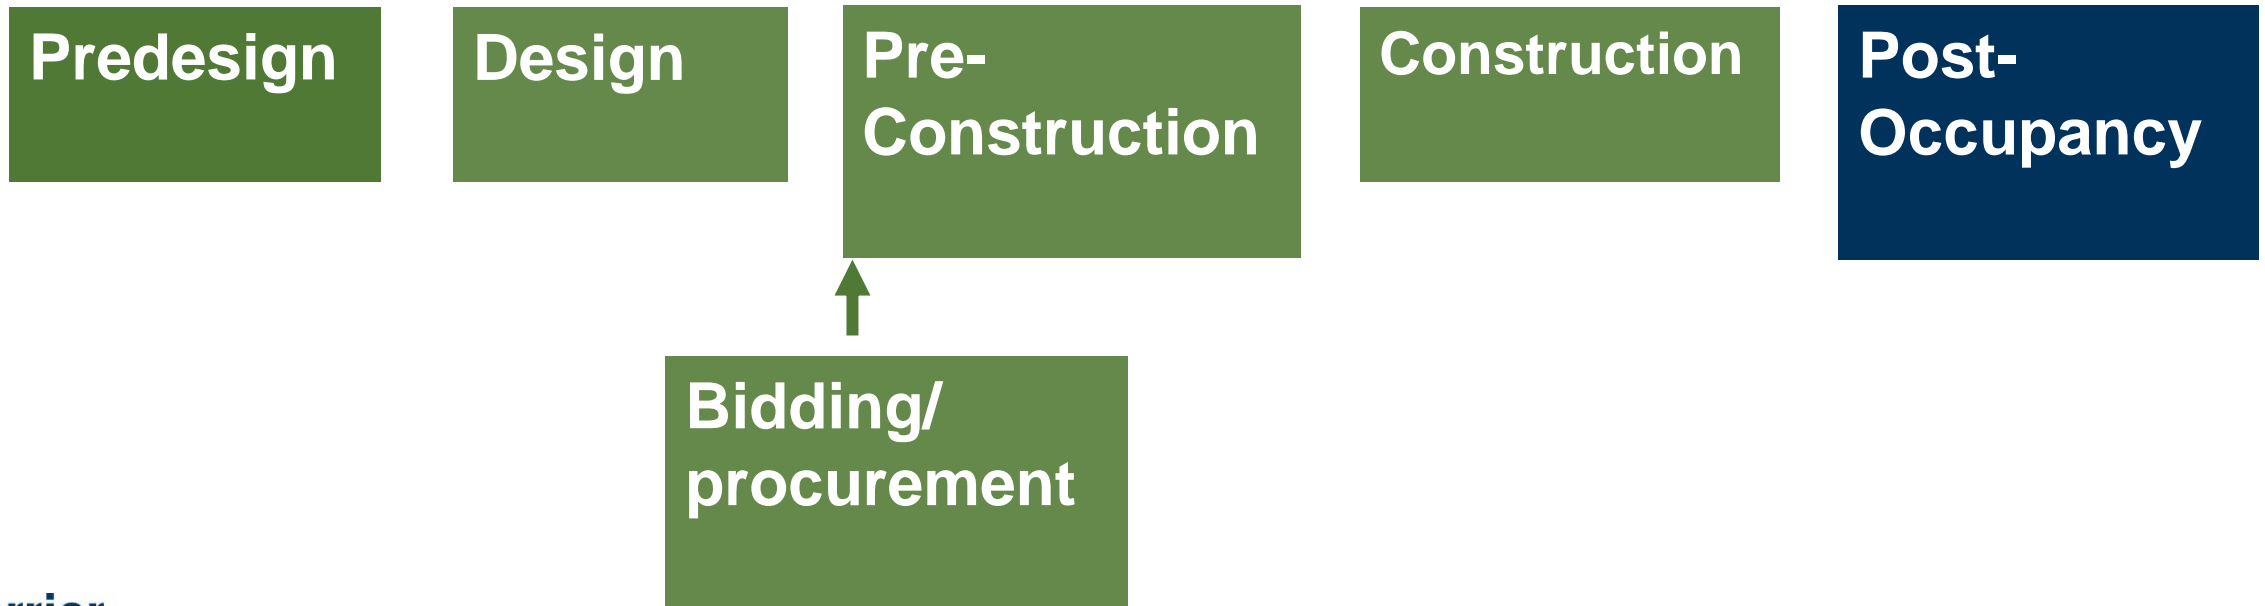 Predesign
Design
Pre-
Construction
Construction
Post-
Occupancy
Bidding/
procurement